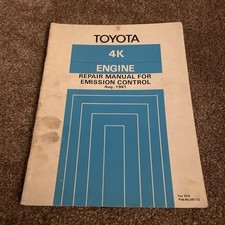 TOYOTA
4K
ENGINE
REPAIR MANUAL FOR
EMISSION CONTROL
Aug., 1981